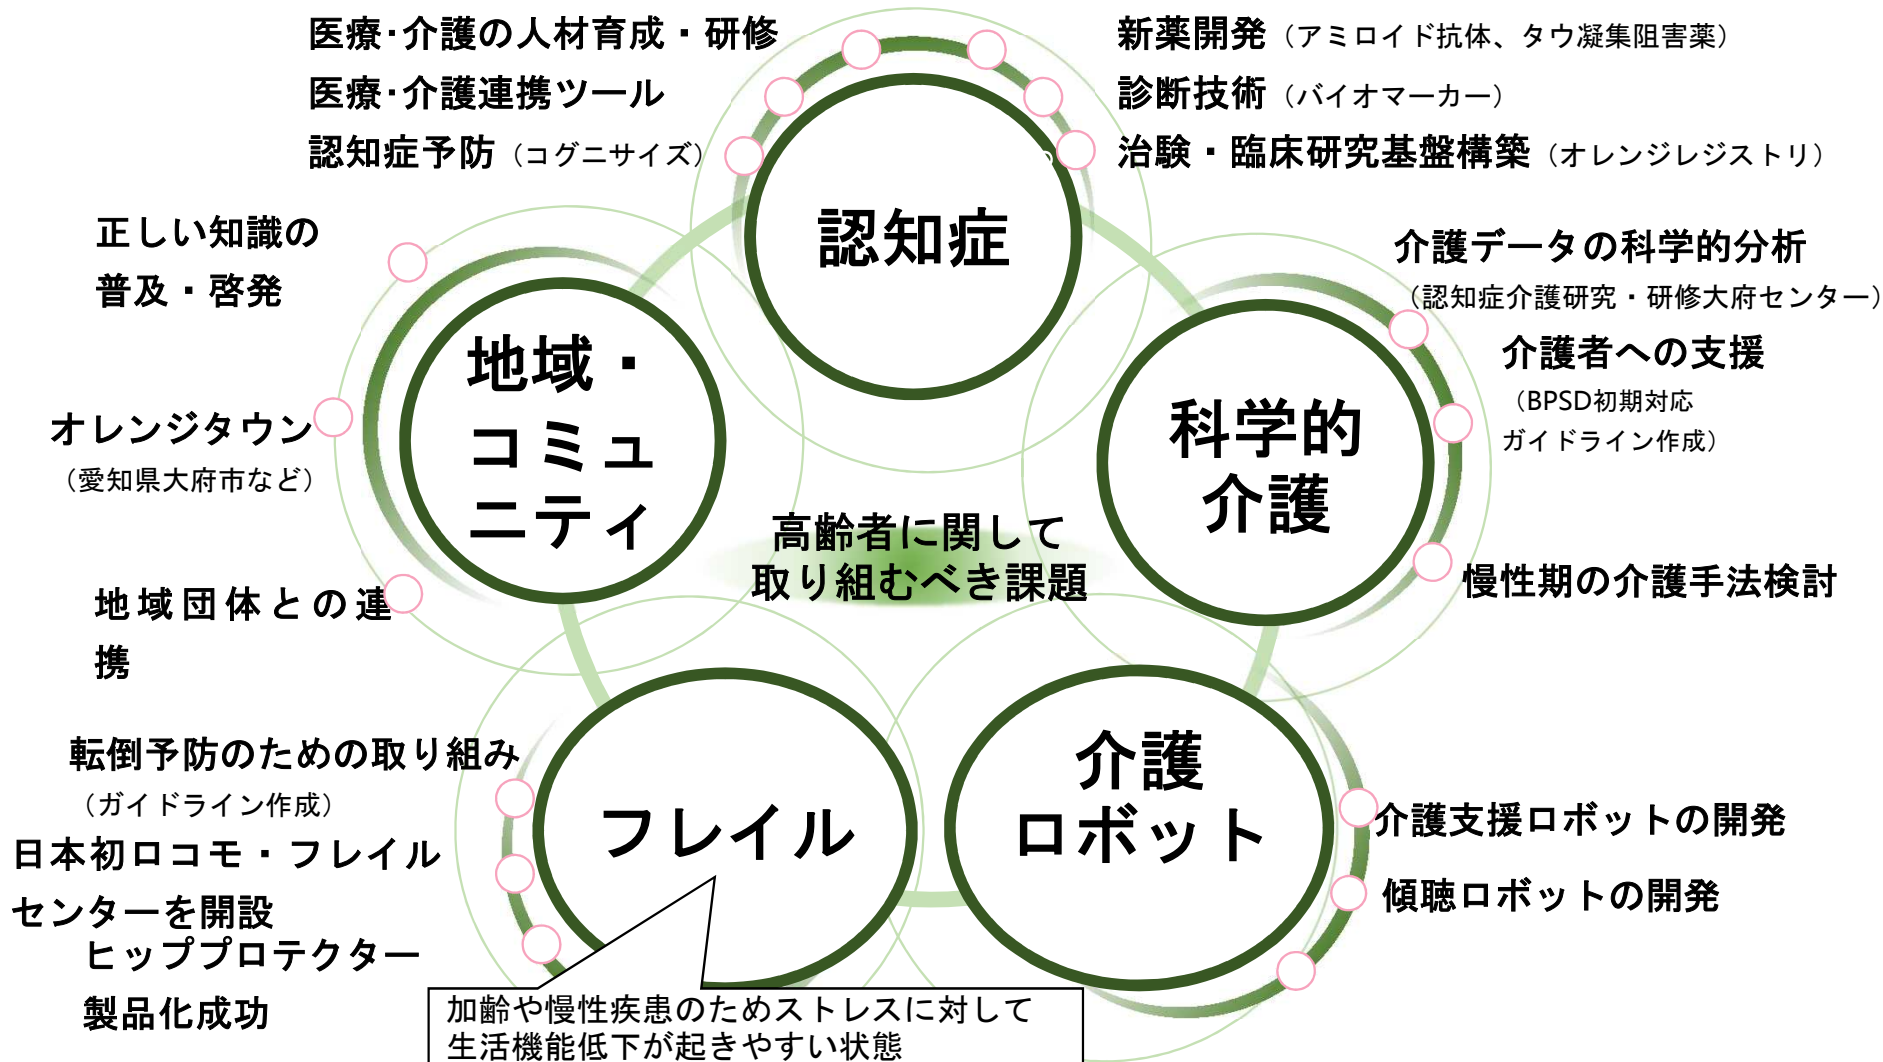 医療・介護の人材育成・研修
医療・介護連携ツール
認知症予防（コグニサイズ）
新薬開発（アミロイド抗体、タウ凝集阻害薬）
診断技術（バイオマーカー）
治験・臨床研究基盤構築（オレンジレジストリ）
認知症
正しい知識の
普及・啓発
オレンジタウン
（愛知県大府市など）
地域団体との連
携
地域・
コミュ
ニティ
介護データの科学的分析
（認知症介護研究・研修大府センター）
介護者への支援
（BPSD初期対応
ガイドライン作成）
慢性期の介護手法検討
科学的
介護
高齢者に関して
取り組むべき課題
転倒予防のための取り組み
（ガイドライン作成）
日本初ロコモ・フレイル
センターを開設
ヒッププロテクター
製品化成功
フレイル
加齢や慢性疾患のためストレスに対して
生活機能低下が起きやすい状態
介護
ロボット
介護支援ロボットの開発
傾聴ロボットの開発